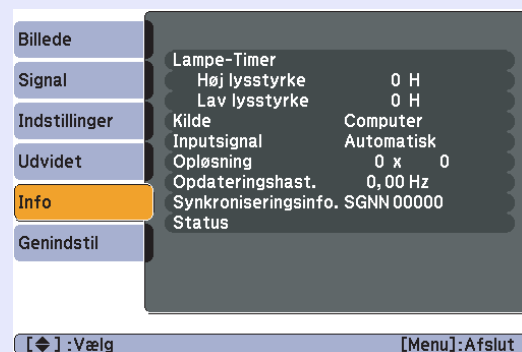 Billede
Signal
Indstillinger
Udvidet
Info
Genindstil
Lampe-Timer
Høj lysstyrke 0 H
Lav lysstyrke 0 H
Kilde Computer
Inputsignal Automatisk
Opløsning 0 x 0
Opdateringshast. 0,00 Hz
Synkroniseringsinfo. SGNN 00000
Status
[◆] :Vælg [Menu]:Afslut